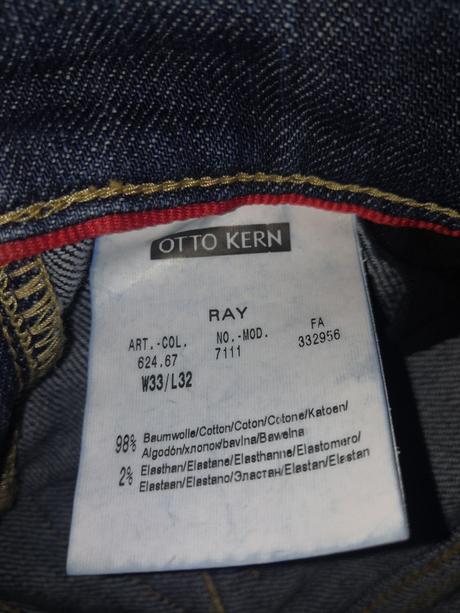 OTTO KERN
RAY
ART.-COL. NO.-MOD. FA
624.67 7111 332956
W33/L32
98% Baumwolle/Cotton/Coton/Cotone/Katoen/
Algodón/хлопок/bavlna/Bawełna
2% Elasthan/Elastane/Elasthanne/Elastomero/
Elastaan/Elastano/Эластан/Elastan/Elastan